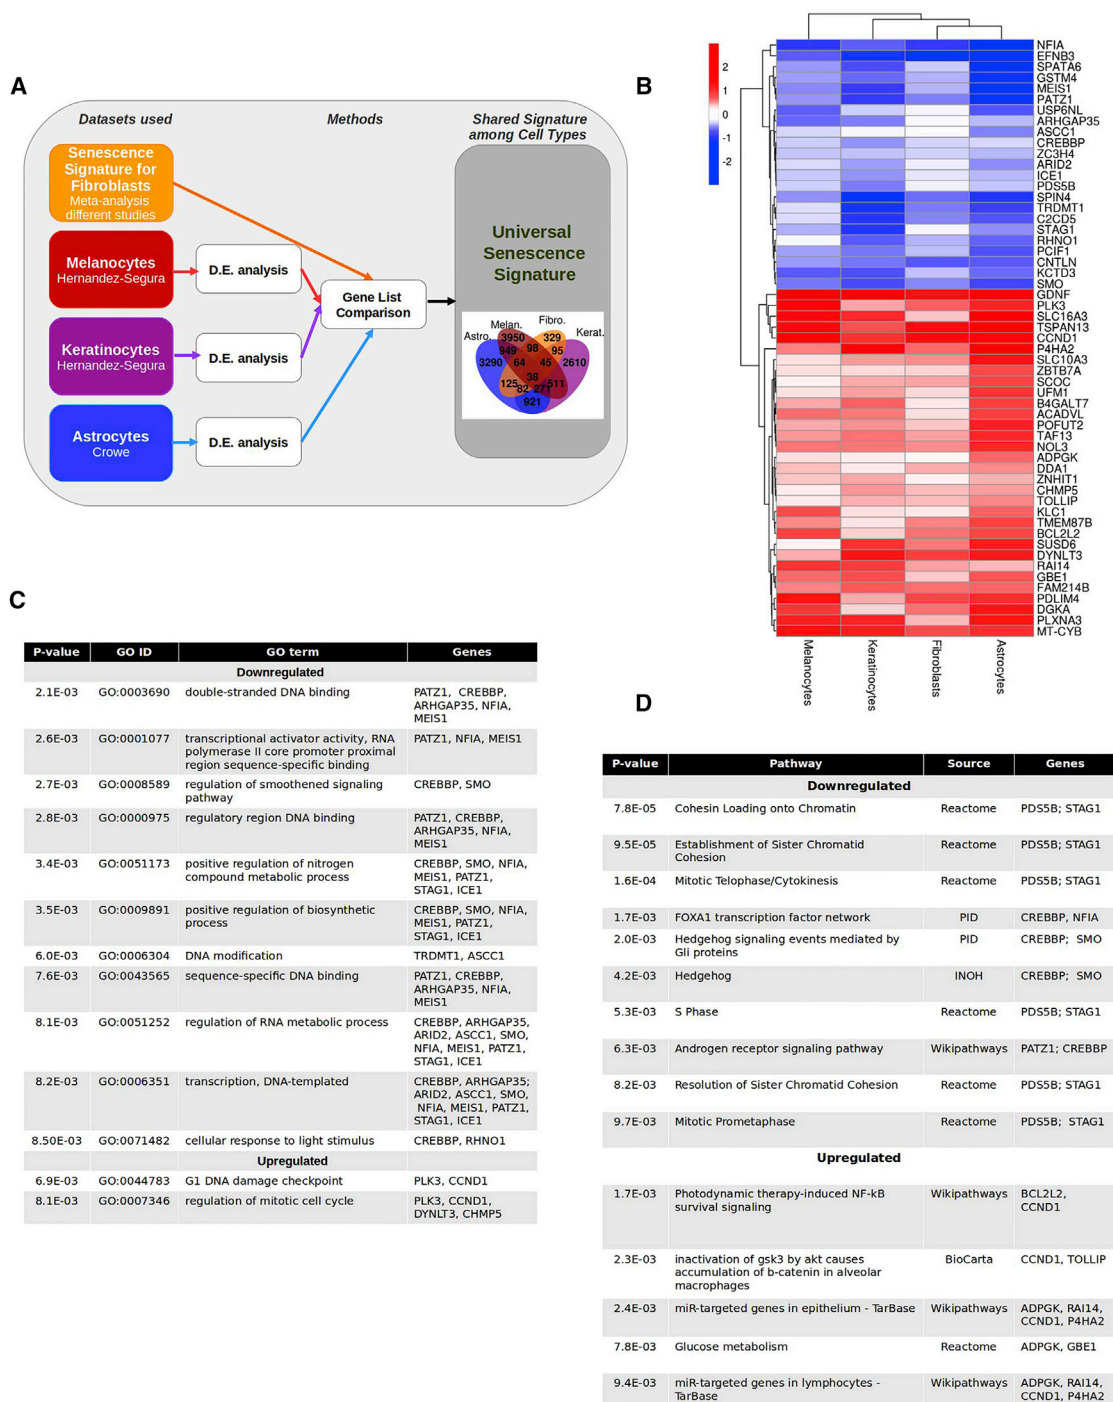 A
Datasets used
Methods
Shared Signature
among Cell Types
Senescence
Signature for
Fibroblasts
Meta-analysis
different studies
Melanocytes
Hernandez-Segura
D.E. analysis
Keratinocytes
Hernandez-Segura
D.E. analysis
Astrocytes
Crowe
D.E. analysis
Gene List
Comparison
Universal
Senescence
Signature
Astro.
Melan.
Fibro.
Kerat.
3950
329
949
98
95
3290
64
45
2610
38
125
511
82
271
921
B
2
1
0
-1
-2
NFIA
EFNB3
SPATA6
GSTM4
MEIS1
PATZ1
USP6NL
ARHGAP35
ASCC1
CREBBP
ZC3H4
ARID2
ICE1
PDS5B
SPIN4
TRDMT1
C2CD5
STAG1
RHNO1
PCIF1
CNTLN
KCTD3
SMO
GDNF
PLK3
SLC16A3
TSPAN13
CCND1
P4HA2
SLC10A3
ZBTB7A
SCOC
UFM1
B4GALT7
ACADVL
POFUT2
TAF13
NOL3
ADPGK
DDA1
ZNHIT1
CHMP5
TOLLIP
KLC1
TMEM87B
BCL2L2
SUSD6
DYNLT3
RAI14
GBE1
FAM214B
PDLIM4
DGKA
PLXNA3
MT-CYB
Melanocytes
Keratinocytes
Fibroblasts
Astrocytes
C
P-value GO ID GO term Genes
Downregulated
2.1E-03 GO:0003690 double-stranded DNA binding PATZ1, CREBBP,
ARHGAP35, NFIA,
MEIS1
2.6E-03 GO:0001077 transcriptional activator activity, RNA PATZ1, NFIA, MEIS1
polymerase II core promoter proximal
region sequence-specific binding
2.7E-03 GO:0008589 regulation of smoothened signaling CREBBP, SMO
pathway
2.8E-03 GO:0000975 regulatory region DNA binding PATZ1, CREBBP,
ARHGAP35, NFIA,
MEIS1
3.4E-03 GO:0051173 positive regulation of nitrogen CREBBP, SMO, NFIA,
compound metabolic process MEIS1, PATZ1,
STAG1, ICE1
3.5E-03 GO:0009891 positive regulation of biosynthetic CREBBP, SMO, NFIA,
process MEIS1, PATZ1,
STAG1, ICE1
6.0E-03 GO:0006304 DNA modification TRDMT1, ASCC1
7.6E-03 GO:0043565 sequence-specific DNA binding PATZ1, CREBBP,
ARHGAP35, NFIA,
MEIS1
8.1E-03 GO:0051252 regulation of RNA metabolic process CREBBP, ARHGAP35,
ARID2, ASCC1, SMO,
NFIA, MEIS1, PATZ1,
STAG1, ICE1
8.2E-03 GO:0006351 transcription, DNA-templated CREBBP, ARHGAP35;
ARID2, ASCC1, SMO,
NFIA, MEIS1, PATZ1,
STAG1, ICE1
8.50E-03 GO:0071482 cellular response to light stimulus CREBBP, RHNO1
Upregulated
6.9E-03 GO:0044783 G1 DNA damage checkpoint PLK3, CCND1
8.1E-03 GO:0007346 regulation of mitotic cell cycle PLK3, CCND1,
DYNLT3, CHMP5
D
P-value Pathway Source Genes
Downregulated
7.8E-05 Cohesin Loading onto Chromatin Reactome PDS5B; STAG1
9.5E-05 Establishment of Sister Chromatid Reactome PDS5B; STAG1
Cohesion
1.6E-04 Mitotic Telophase/Cytokinesis Reactome PDS5B; STAG1
1.7E-03 FOXA1 transcription factor network PID CREBBP, NFIA
2.0E-03 Hedgehog signaling events mediated by PID CREBBP; SMO
Gli proteins
4.2E-03 Hedgehog INOH CREBBP; SMO
5.3E-03 S Phase Reactome PDS5B; STAG1
6.3E-03 Androgen receptor signaling pathway Wikipathways PATZ1; CREBBP
8.2E-03 Resolution of Sister Chromatid Cohesion Reactome PDS5B; STAG1
9.7E-03 Mitotic Prometaphase Reactome PDS5B; STAG1
Upregulated
1.7E-03 Photodynamic therapy-induced NF-kB Wikipathways BCL2L2,
survival signaling CCND1
2.3E-03 inactivation of gsk3 by akt causes BioCarta CCND1, TOLLIP
accumulation of b-catenin in alveolar
macrophages
2.4E-03 miR-targeted genes in epithelium - TarBase Wikipathways ADPGK, RAI14,
CCND1, P4HA2
7.8E-03 Glucose metabolism Reactome ADPGK, GBE1
9.4E-03 miR-targeted genes in lymphocytes - Wikipathways ADPGK, RAI14,
TarBase CCND1, P4HA2